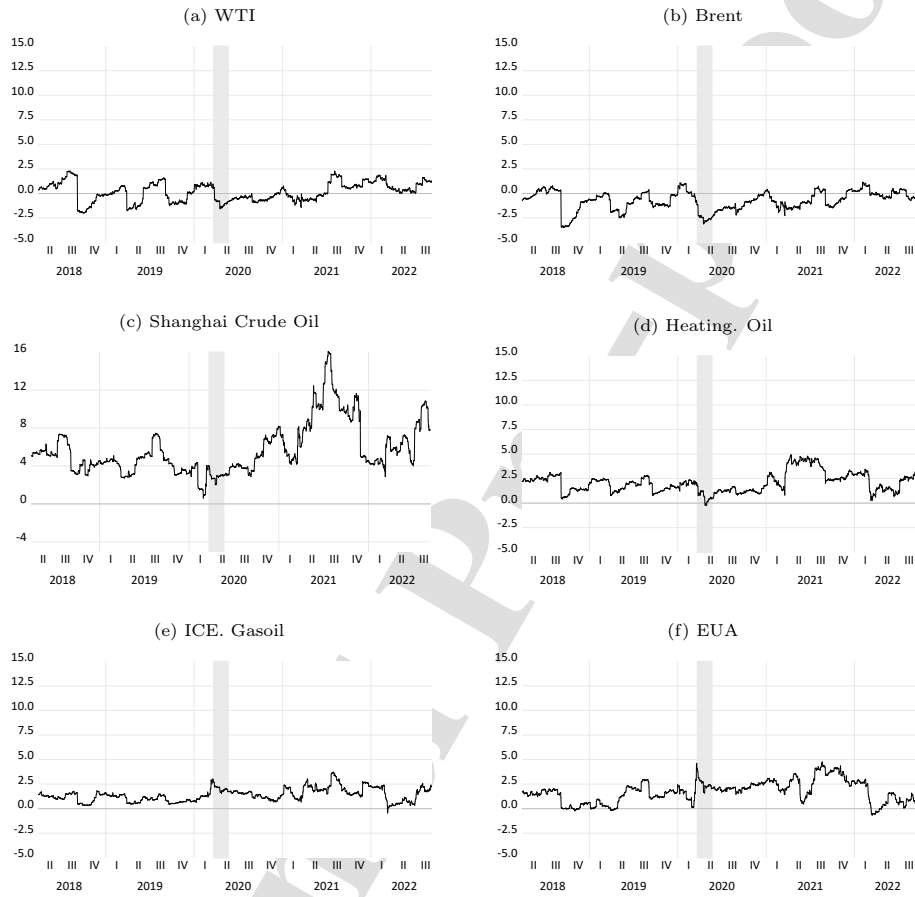 (a) WTI
15.0
12.5
10.0
7.5
5.0
2.5
0.0
-2.5
-5.0
II III IV I II III IV I II III IV I II III IV I II III
2018 2019 2020 2021 2022
(b) Brent
15.0
12.5
10.0
7.5
5.0
2.5
0.0
-2.5
-5.0
II III IV I II III IV I II III IV I II III IV I II III
2018 2019 2020 2021 2022
(c) Shanghai Crude Oil
16
12
8
4
0
-4
II III IV I II III IV I II III IV I II III IV I II III
2018 2019 2020 2021 2022
(d) Heating. Oil
15.0
12.5
10.0
7.5
5.0
2.5
0.0
-2.5
-5.0
II III IV I II III IV I II III IV I II III IV I II III
2018 2019 2020 2021 2022
(e) ICE. Gasoil
15.0
12.5
10.0
7.5
5.0
2.5
0.0
-2.5
-5.0
II III IV I II III IV I II III IV I II III IV I II III
2018 2019 2020 2021 2022
(f) EUA
15.0
12.5
10.0
7.5
5.0
2.5
0.0
-2.5
-5.0
II III IV I II III IV I II III IV I II III IV I II III
2018 2019 2020 2021 2022